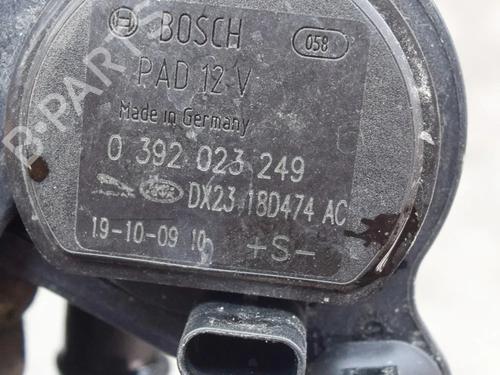 BOSCH 058
PAD 12 V
Made in Germany
0 392 023 249
Ford DX23 18D474 AC
19-10-09 10
+S-
B-PARTS